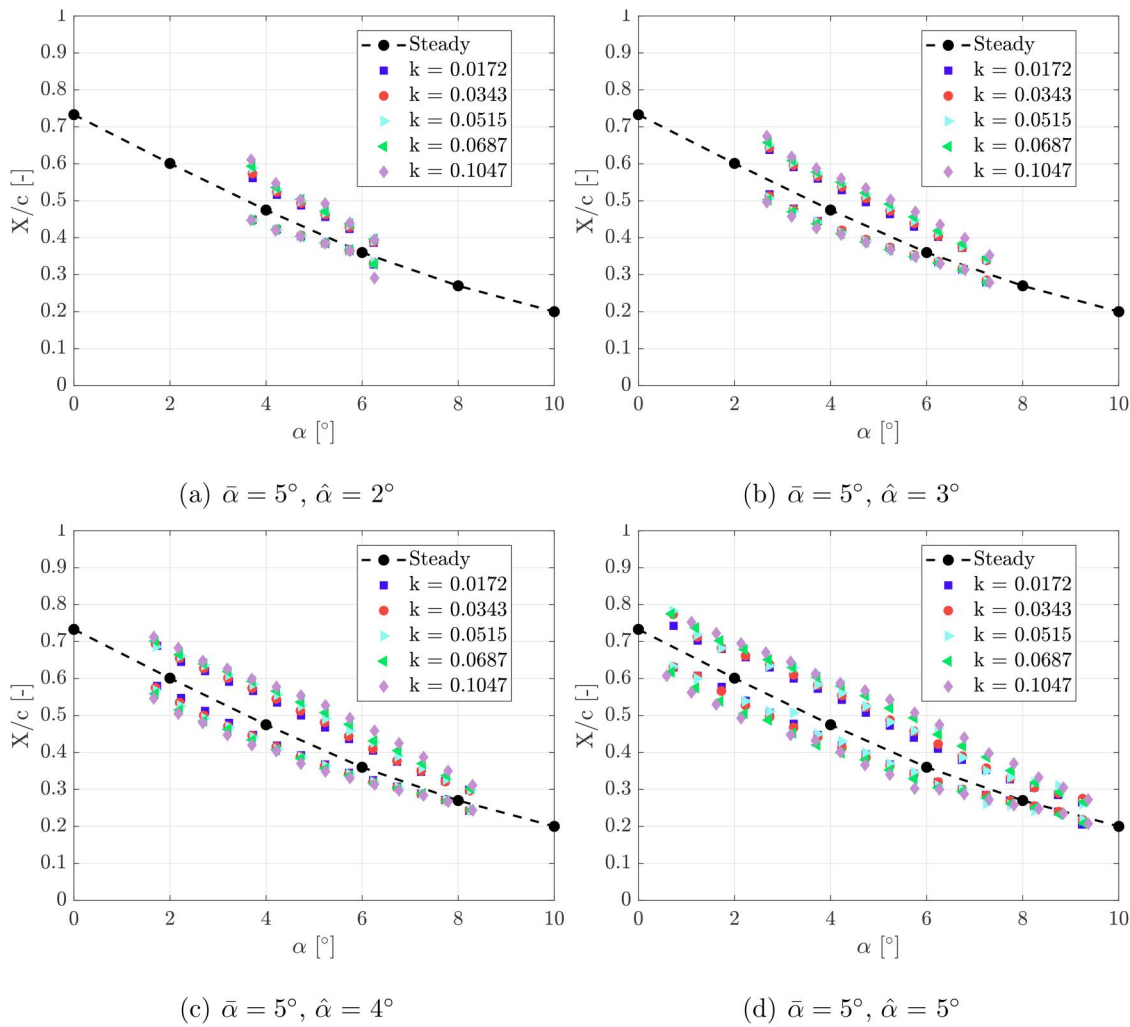 1
0.9
0.8
0.7
0.6
0.5
0.4
0.3
0.2
0.1
0
X/c [-]
0 2 4 6 8 10
α [°]
Steady
k = 0.0172
k = 0.0343
k = 0.0515
k = 0.0687
k = 0.1047
(a) ᾱ = 5°, α̂ = 2°
1
0.9
0.8
0.7
0.6
0.5
0.4
0.3
0.2
0.1
0
X/c [-]
0 2 4 6 8 10
α [°]
Steady
k = 0.0172
k = 0.0343
k = 0.0515
k = 0.0687
k = 0.1047
(b) ᾱ = 5°, α̂ = 3°
1
0.9
0.8
0.7
0.6
0.5
0.4
0.3
0.2
0.1
0
X/c [-]
0 2 4 6 8 10
α [°]
Steady
k = 0.0172
k = 0.0343
k = 0.0515
k = 0.0687
k = 0.1047
(c) ᾱ = 5°, α̂ = 4°
1
0.9
0.8
0.7
0.6
0.5
0.4
0.3
0.2
0.1
0
X/c [-]
0 2 4 6 8 10
α [°]
Steady
k = 0.0172
k = 0.0343
k = 0.0515
k = 0.0687
k = 0.1047
(d) ᾱ = 5°, α̂ = 5°